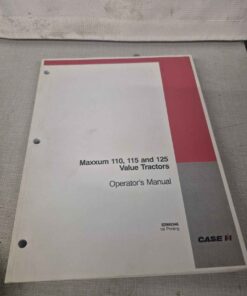 Maxxum 110, 115 and 125
Value Tractors
Operator's Manual
CASE IH